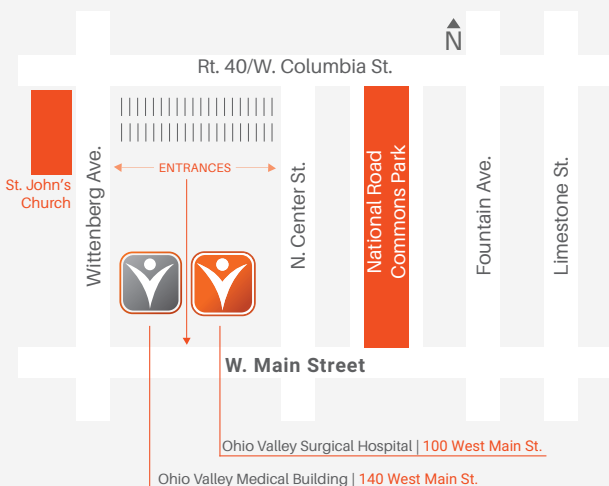 N
Rt. 40/W. Columbia St.
ENTRANCES
St. John's
Church
Wittenberg Ave.
N. Center St.
National Road
Commons Park
Fountain Ave.
Limestone St.
W. Main Street
Ohio Valley Surgical Hospital | 100 West Main St.
Ohio Valley Medical Building | 140 West Main St.